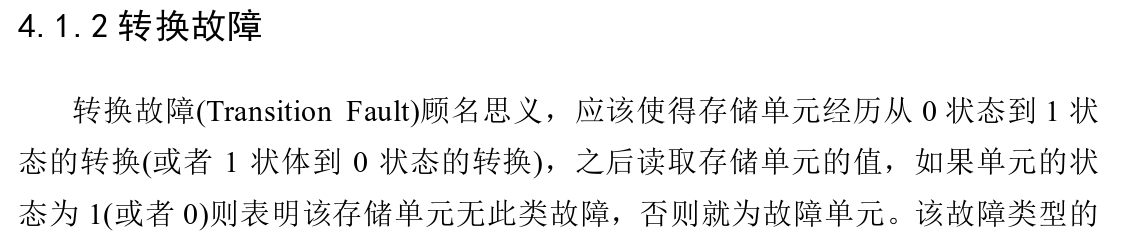 4.1.2 转换故障
转换故障(Transition Fault)顾名思义，应该使得存储单元经历从 0 状态到 1 状
态的转换(或者 1 状体到 0 状态的转换)，之后读取存储单元的值，如果单元的状
态为 1(或者 0)则表明该存储单元无此类故障，否则就为故障单元。该故障类型的